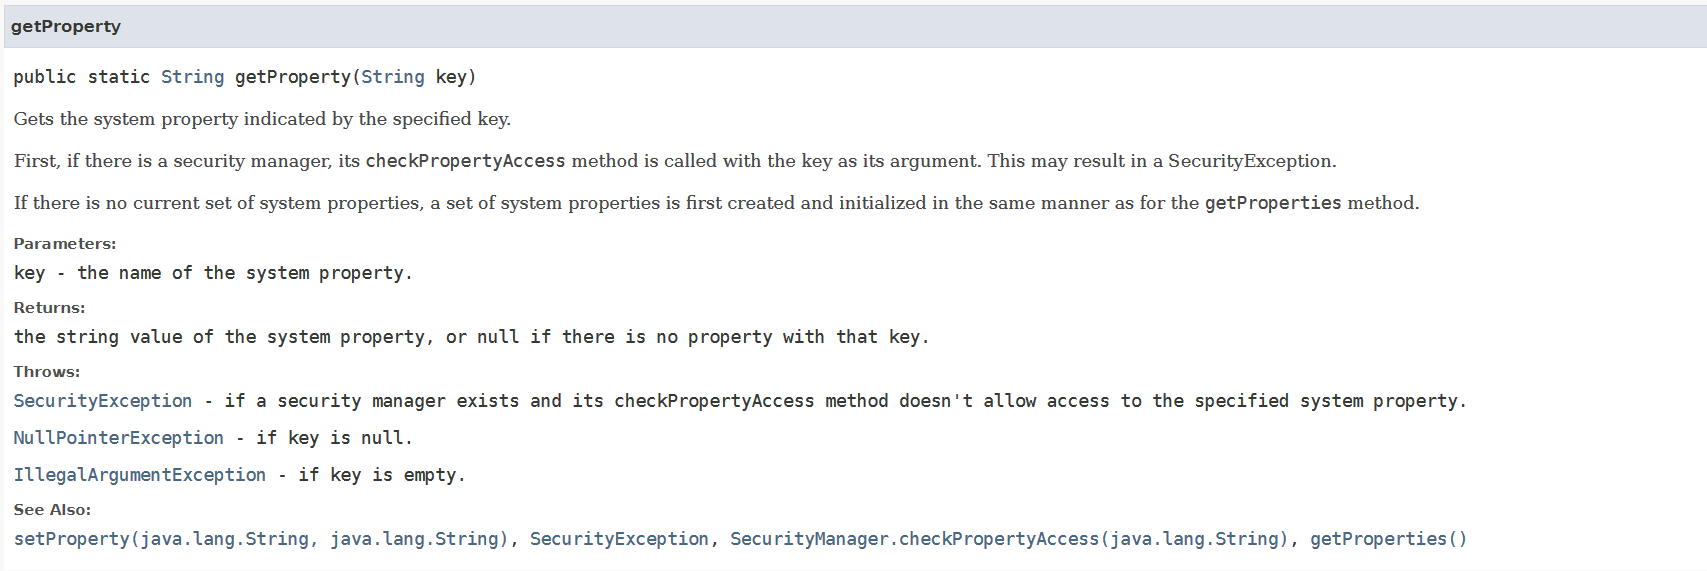 getProperty
public static String getProperty(String key)
Gets the system property indicated by the specified key.
First, if there is a security manager, its checkPropertyAccess method is called with the key as its argument. This may result in a SecurityException.
If there is no current set of system properties, a set of system properties is first created and initialized in the same manner as for the getProperties method.
Parameters:
key - the name of the system property.
Returns:
the string value of the system property, or null if there is no property with that key.
Throws:
SecurityException - if a security manager exists and its checkPropertyAccess method doesn't allow access to the specified system property.
NullPointerException - if key is null.
IllegalArgumentException - if key is empty.
See Also:
setProperty(java.lang.String, java.lang.String), SecurityException, SecurityManager.checkPropertyAccess(java.lang.String), getProperties()